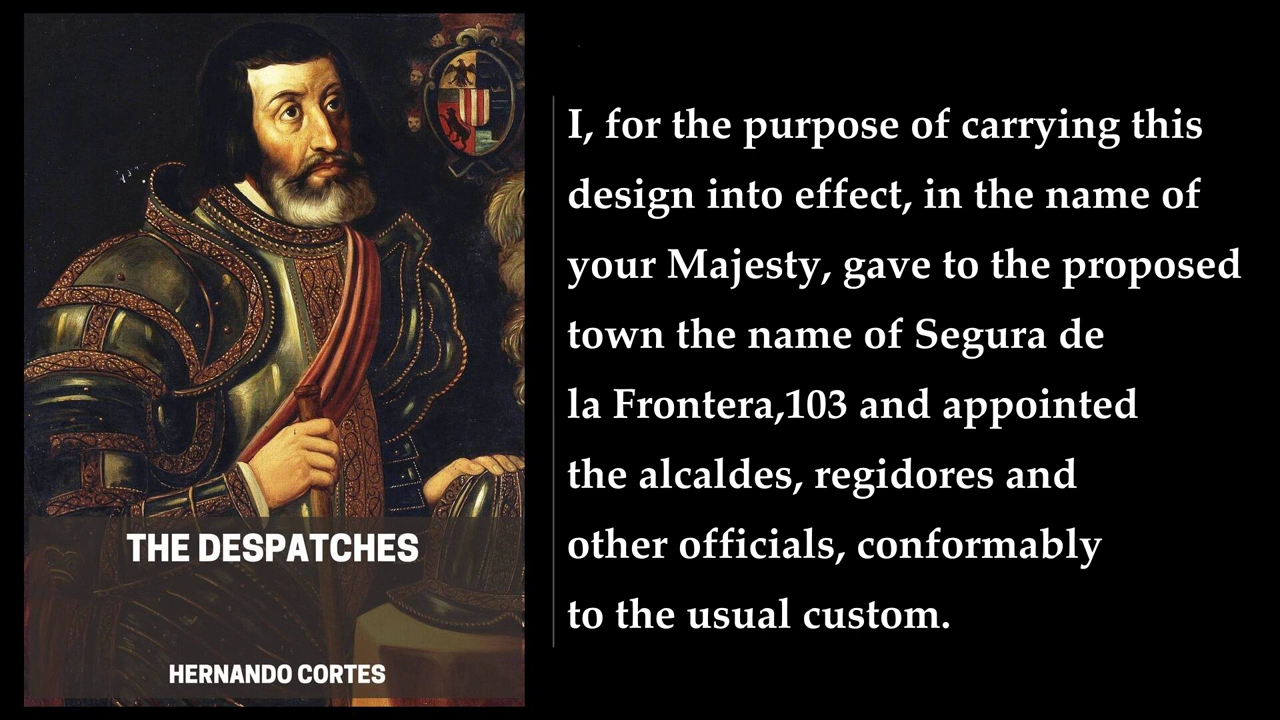 THE DESPATCHES
HERNANDO CORTES
I, for the purpose of carrying this
design into effect, in the name of
your Majesty, gave to the proposed
town the name of Segura de
la Frontera,103 and appointed
the alcaldes, regidores and
other officials, conformably
to the usual custom.